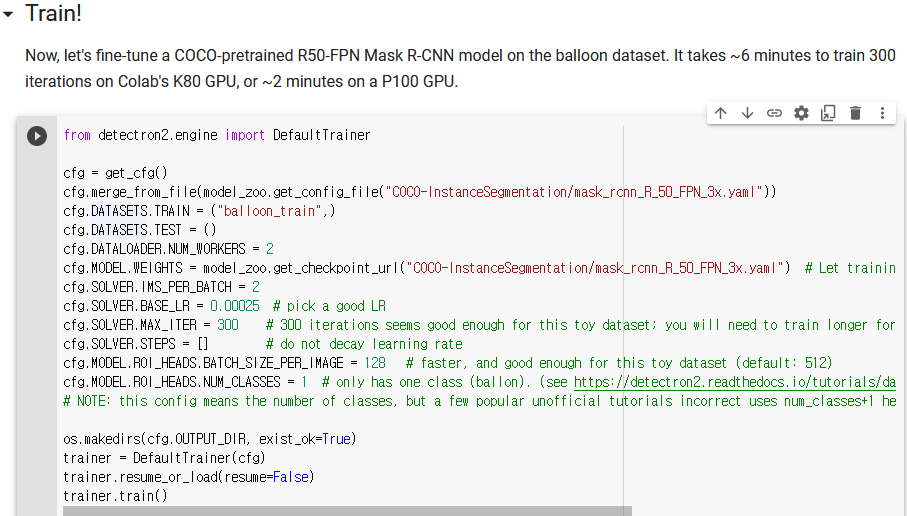 Train!
Now, let's fine-tune a COCO-pretrained R50-FPN Mask R-CNN model on the balloon dataset. It takes ~6 minutes to train 300
iterations on Colab's K80 GPU, or ~2 minutes on a P100 GPU.
from detectron2.engine import DefaultTrainer
cfg = get_cfg()
cfg.merge_from_file(model_zoo.get_config_file("COCO-InstanceSegmentation/mask_rcnn_R_50_FPN_3x.yaml"))
cfg.DATASETS.TRAIN = ("balloon_train",)
cfg.DATASETS.TEST = ()
cfg.DATALOADER.NUM_WORKERS = 2
cfg.MODEL.WEIGHTS = model_zoo.get_checkpoint_url("COCO-InstanceSegmentation/mask_rcnn_R_50_FPN_3x.yaml")  # Let trainin
cfg.SOLVER.IMS_PER_BATCH = 2
cfg.SOLVER.BASE_LR = 0.00025  # pick a good LR
cfg.SOLVER.MAX_ITER = 300    # 300 iterations seems good enough for this toy dataset; you will need to train longer for
cfg.SOLVER.STEPS = []        # do not decay learning rate
cfg.MODEL.ROI_HEADS.BATCH_SIZE_PER_IMAGE = 128   # faster, and good enough for this toy dataset (default: 512)
cfg.MODEL.ROI_HEADS.NUM_CLASSES = 1  # only has one class (ballon). (see https://detectron2.readthedocs.io/tutorials/da
# NOTE: this config means the number of classes, but a few popular unofficial tutorials incorrect uses num_classes+1 he
os.makedirs(cfg.OUTPUT_DIR, exist_ok=True)
trainer = DefaultTrainer(cfg)
trainer.resume_or_load(resume=False)
trainer.train()